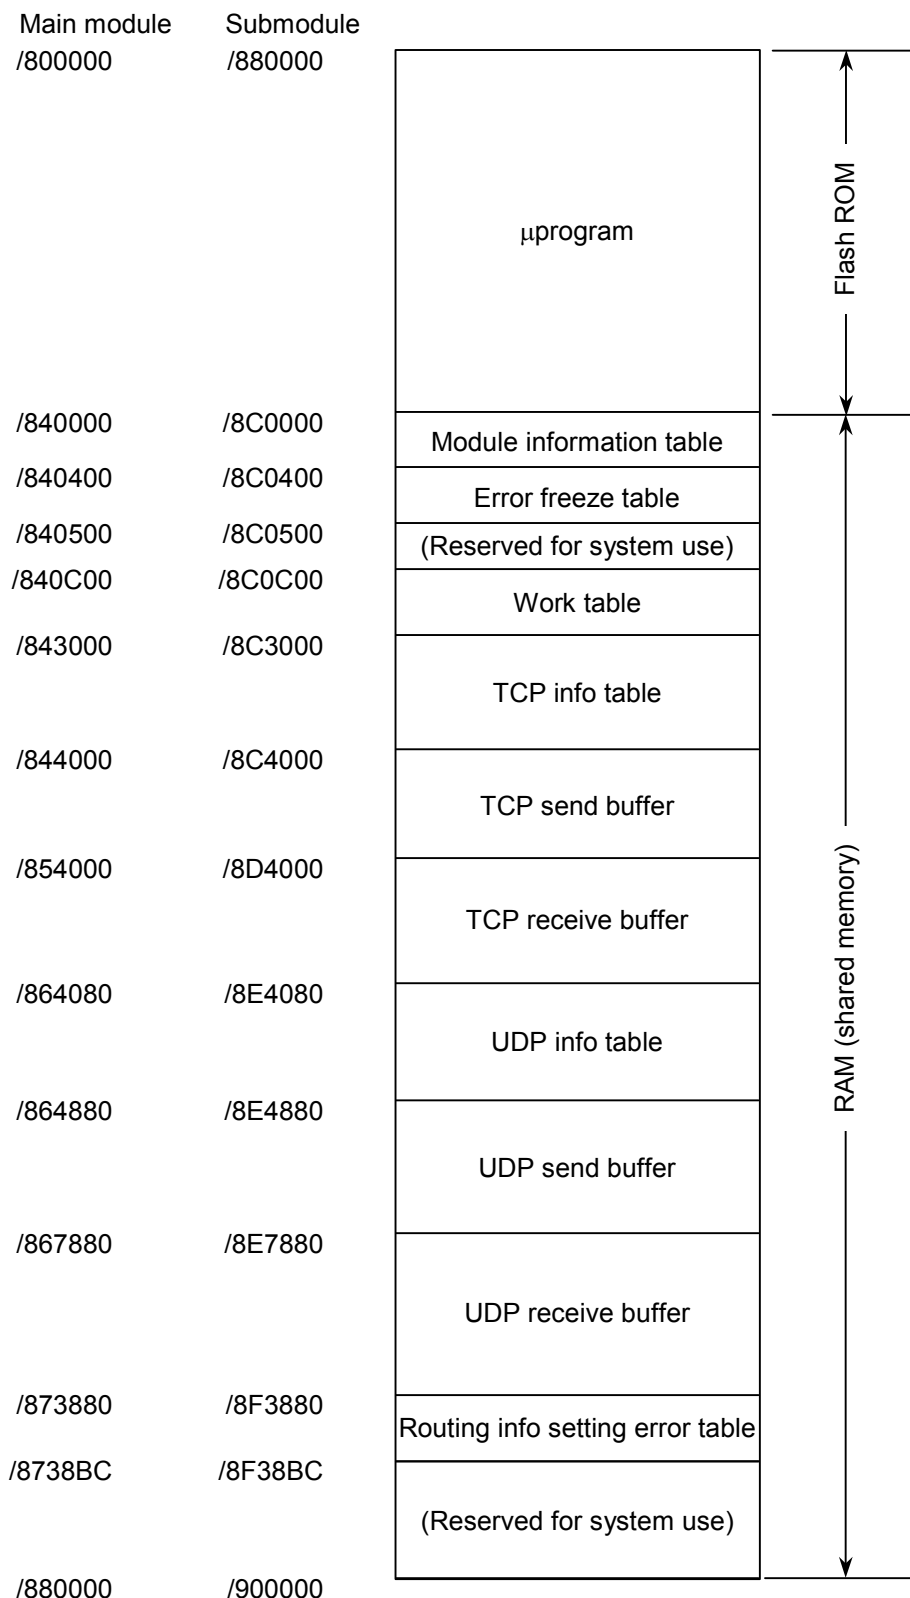 Main module Submodule
/800000 /880000
µprogram
Flash ROM
/840000 /8C0000
Module information table
/840400 /8C0400
Error freeze table
/840500 /8C0500
(Reserved for system use)
/840C00 /8C0C00
Work table
/843000 /8C3000
TCP info table
/844000 /8C4000
TCP send buffer
/854000 /8D4000
TCP receive buffer
RAM (shared memory)
/864080 /8E4080
UDP info table
/864880 /8E4880
UDP send buffer
/867880 /8E7880
UDP receive buffer
/873880 /8F3880
Routing info setting error table
/8738BC /8F38BC
(Reserved for system use)
/880000 /900000